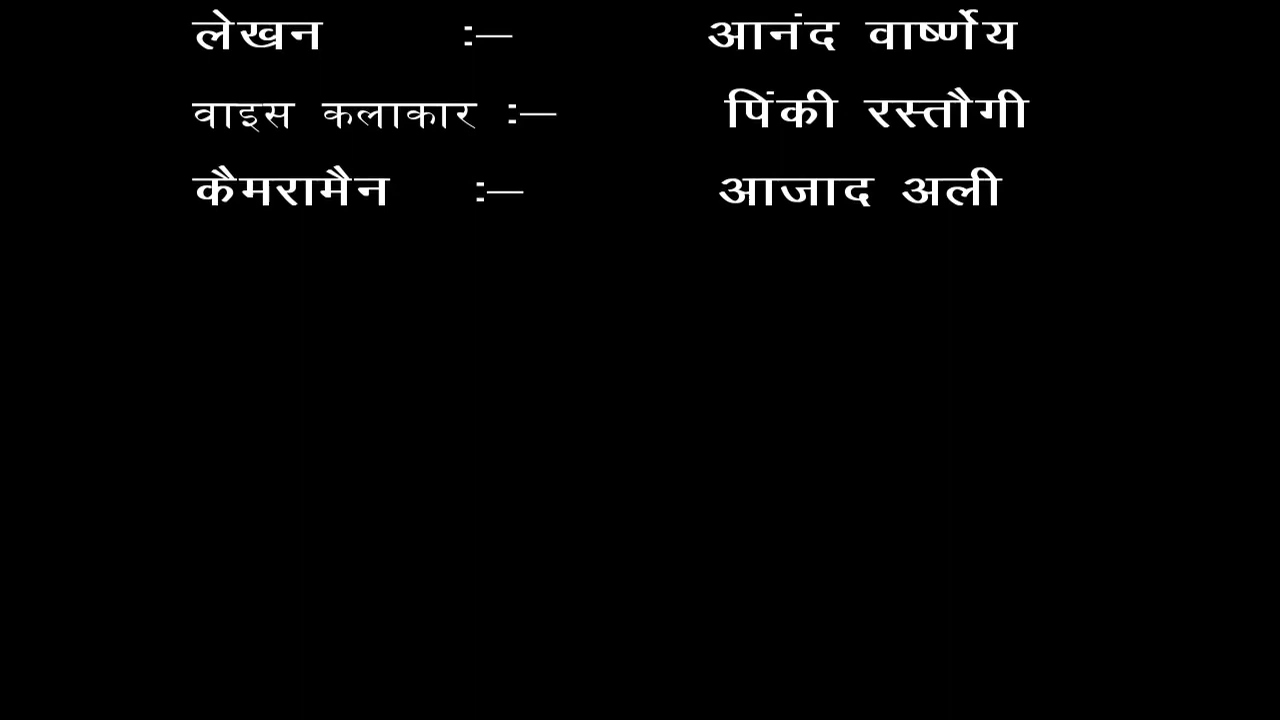 लेखन :— आनंद वार्ष्णेय
वाइस कलाकार :— पिंकी रस्तौगी
कैमरामैन :— आजाद अली